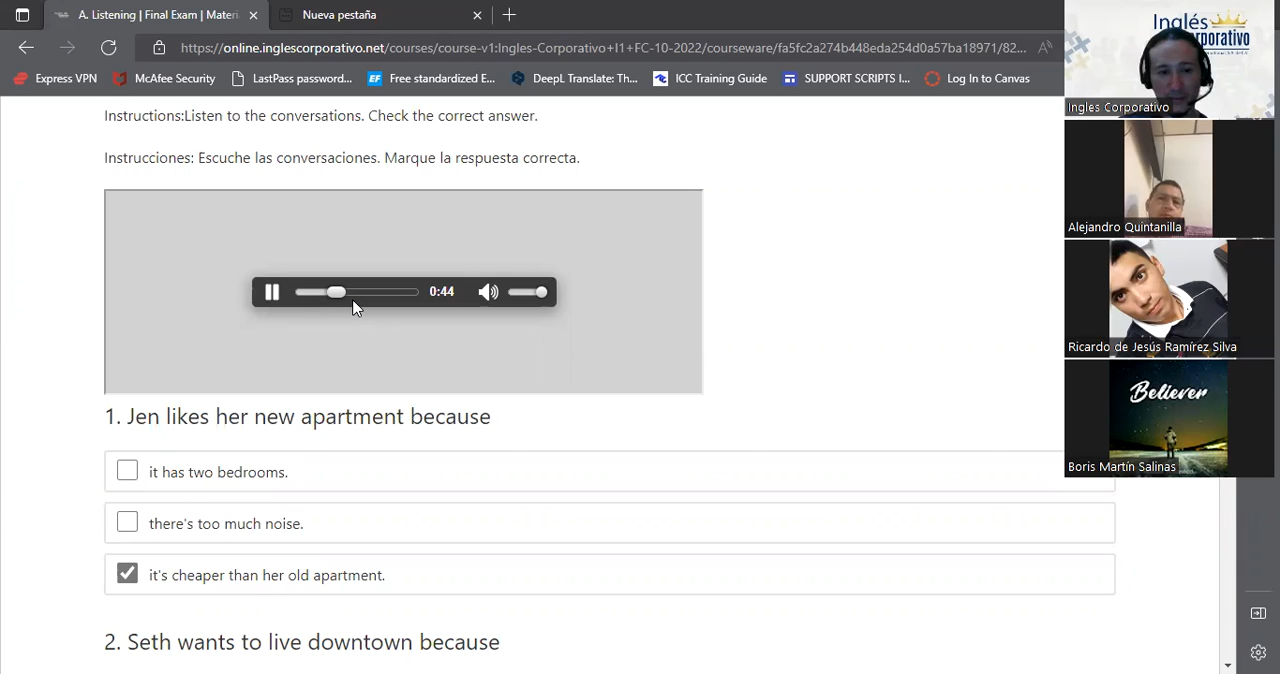 A. Listening | Final Exam | Materi
Nueva pestaña
https://online.inglescorporativo.net/courses/course-v1:Ingles-Corporativo+I1+FC-10-2022/courseware/fa5fc2a274b448eda254d0a57ba18971/82...
Express VPN
McAfee Security
LastPass password...
EF Free standardized E...
DeepL Translate: Th...
ICC Training Guide
SUPPORT SCRIPTS I...
Log In to Canvas
Instructions:Listen to the conversations. Check the correct answer.
Instrucciones: Escuche las conversaciones. Marque la respuesta correcta.
0:44
1. Jen likes her new apartment because
it has two bedrooms.
there's too much noise.
it's cheaper than her old apartment.
2. Seth wants to live downtown because
Inglés
Ingles Corporativo
Alejandro Quintanilla
Ricardo de Jesús Ramírez Silva
Believer
Boris Martín Salinas